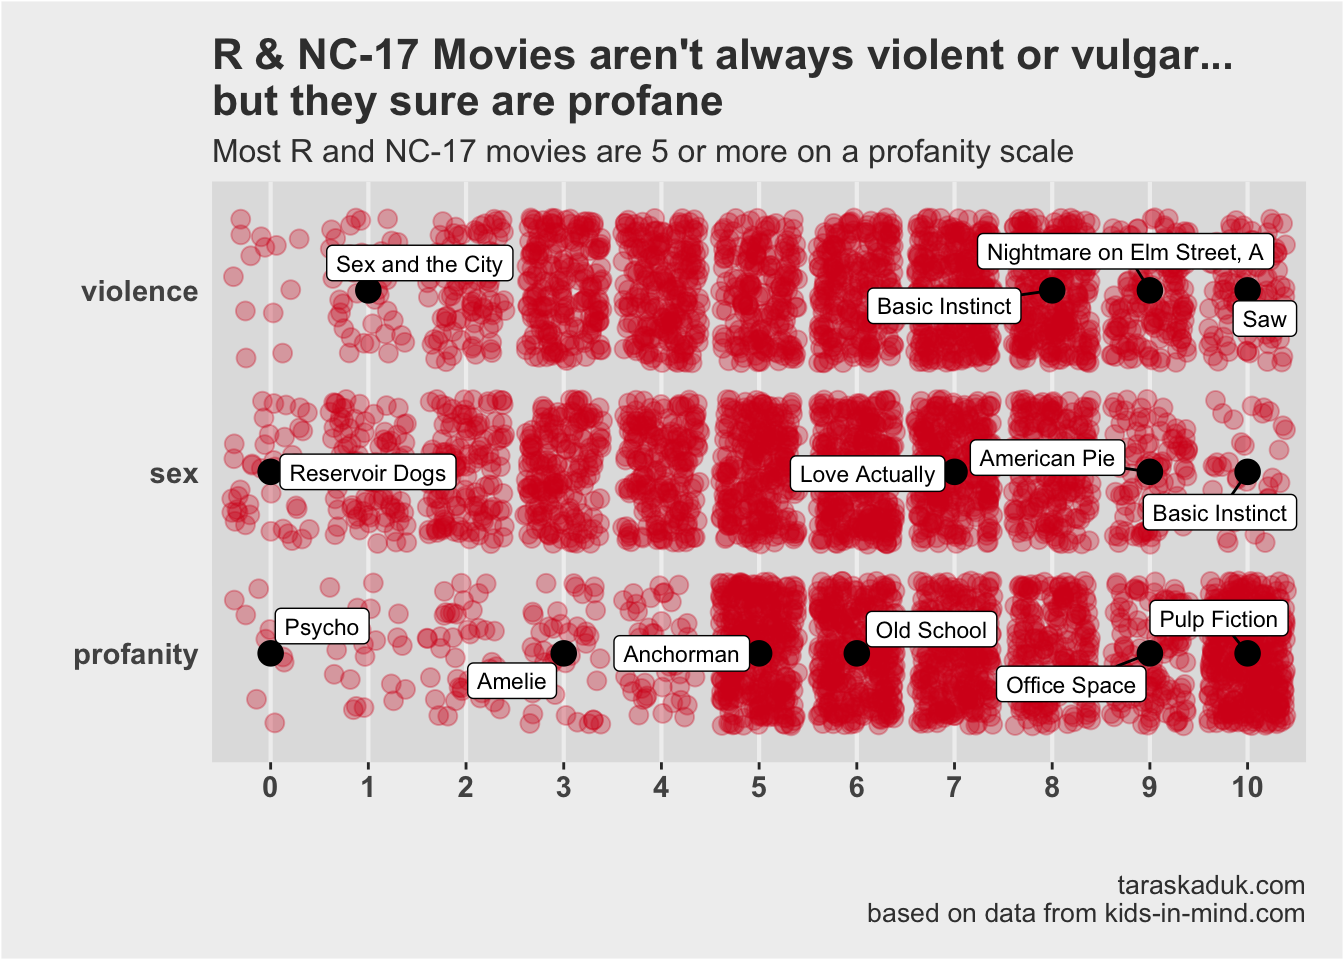 R & NC-17 Movies aren't always violent or vulgar...
but they sure are profane
Most R and NC-17 movies are 5 or more on a profanity scale
violence
Sex and the City
Nightmare on Elm Street, A
Basic Instinct
Saw
sex
Reservoir Dogs
Love Actually
American Pie
Basic Instinct
profanity
Psycho
Amelie
Anchorman
Old School
Office Space
Pulp Fiction
0 1 2 3 4 5 6 7 8 9 10
taraskaduk.com
based on data from kids-in-mind.com